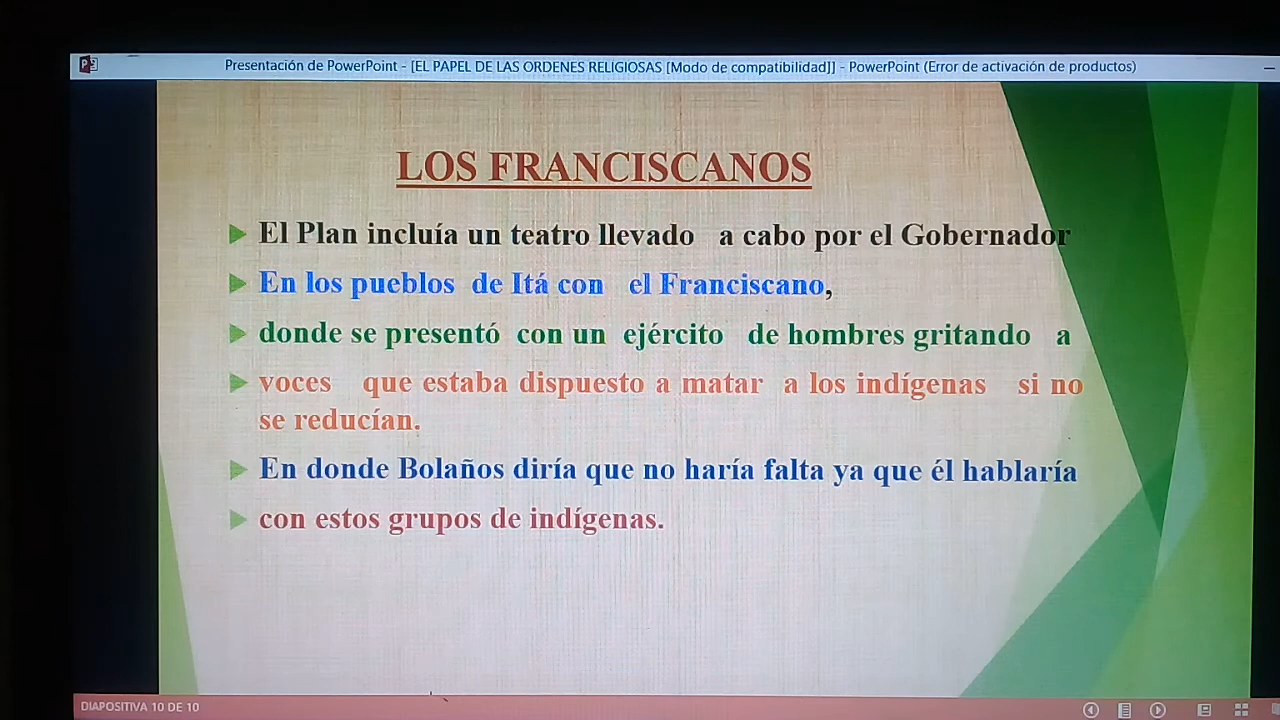 Presentación de PowerPoint - [EL PAPEL DE LAS ORDENES RELIGIOSAS [Modo de compatibilidad]] - PowerPoint (Error de activación de productos)
LOS FRANCISCANOS
El Plan incluía un teatro llevado a cabo por el Gobernador
En los pueblos de Itá con el Franciscano,
donde se presentó con un ejército de hombres gritando a
voces que estaba dispuesto a matar a los indígenas si no
se reducían.
En donde Bolaños diría que no haría falta ya que él hablaría
con estos grupos de indígenas.
DIAPOSITIVA 10 DE 10